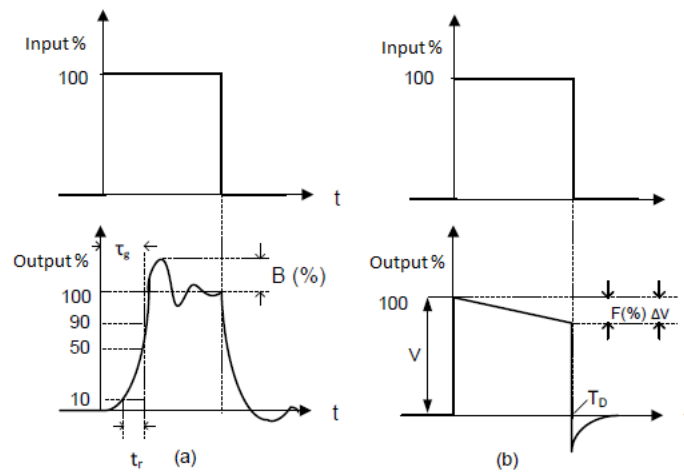 Input %
100
t
Output %
τg
B (%)
100
90
50
10
t
tr
(a)
Input%
100
t
Output %
100
F(%) ΔV
V
TD
t
(b)